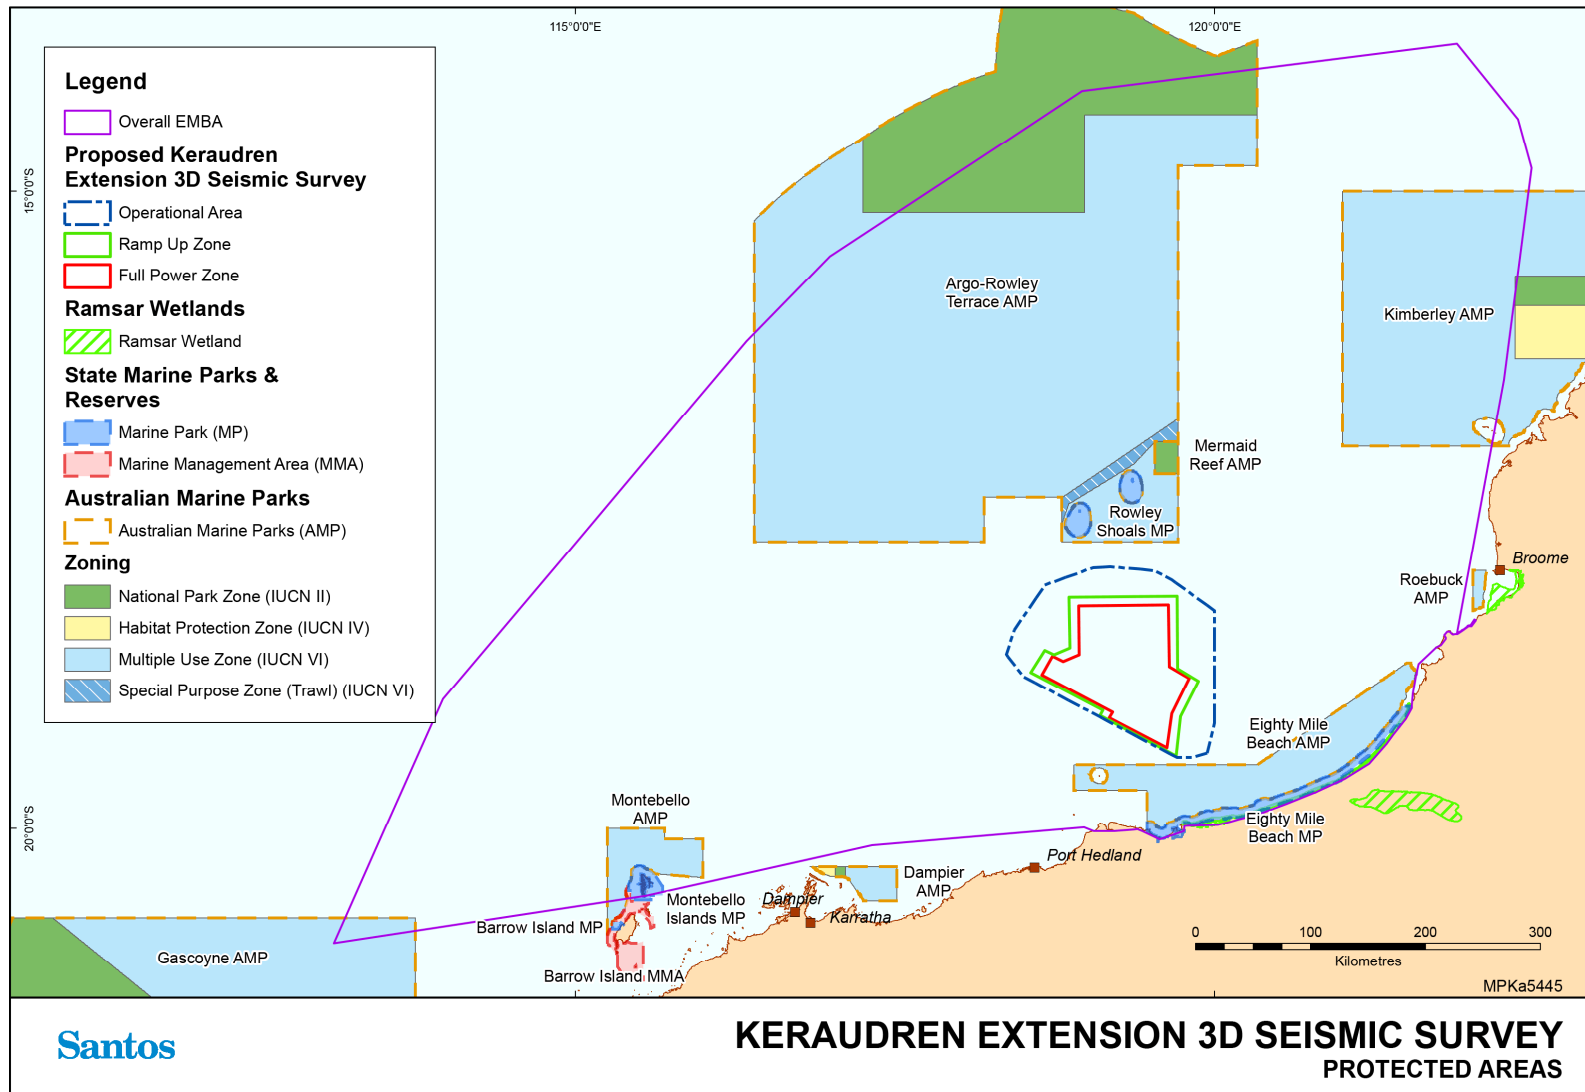 115°0'0"E
120°0'0"E
15°0'0"S
20°0'0"S
Legend
Overall EMBA
Proposed Keraudren
Extension 3D Seismic Survey
Operational Area
Ramp Up Zone
Full Power Zone
Ramsar Wetlands
Ramsar Wetland
State Marine Parks &
Reserves
Marine Park (MP)
Marine Management Area (MMA)
Australian Marine Parks
Australian Marine Parks (AMP)
Zoning
National Park Zone (IUCN II)
Habitat Protection Zone (IUCN IV)
Multiple Use Zone (IUCN VI)
Special Purpose Zone (Trawl) (IUCN VI)
Argo-Rowley
Terrace AMP
Kimberley AMP
Mermaid
Reef AMP
Rowley
Shoals MP
Broome
Roebuck
AMP
Eighty Mile
Beach AMP
Eighty Mile
Beach MP
Montebello
AMP
Port Hedland
Dampier
AMP
Dampier
Karratha
Montebello
Islands MP
Barrow Island MP
Barrow Island MMA
Gascoyne AMP
0 50 100 200 300
Kilometres
MPKa5445
Santos
KERAUDREN EXTENSION 3D SEISMIC SURVEY
PROTECTED AREAS